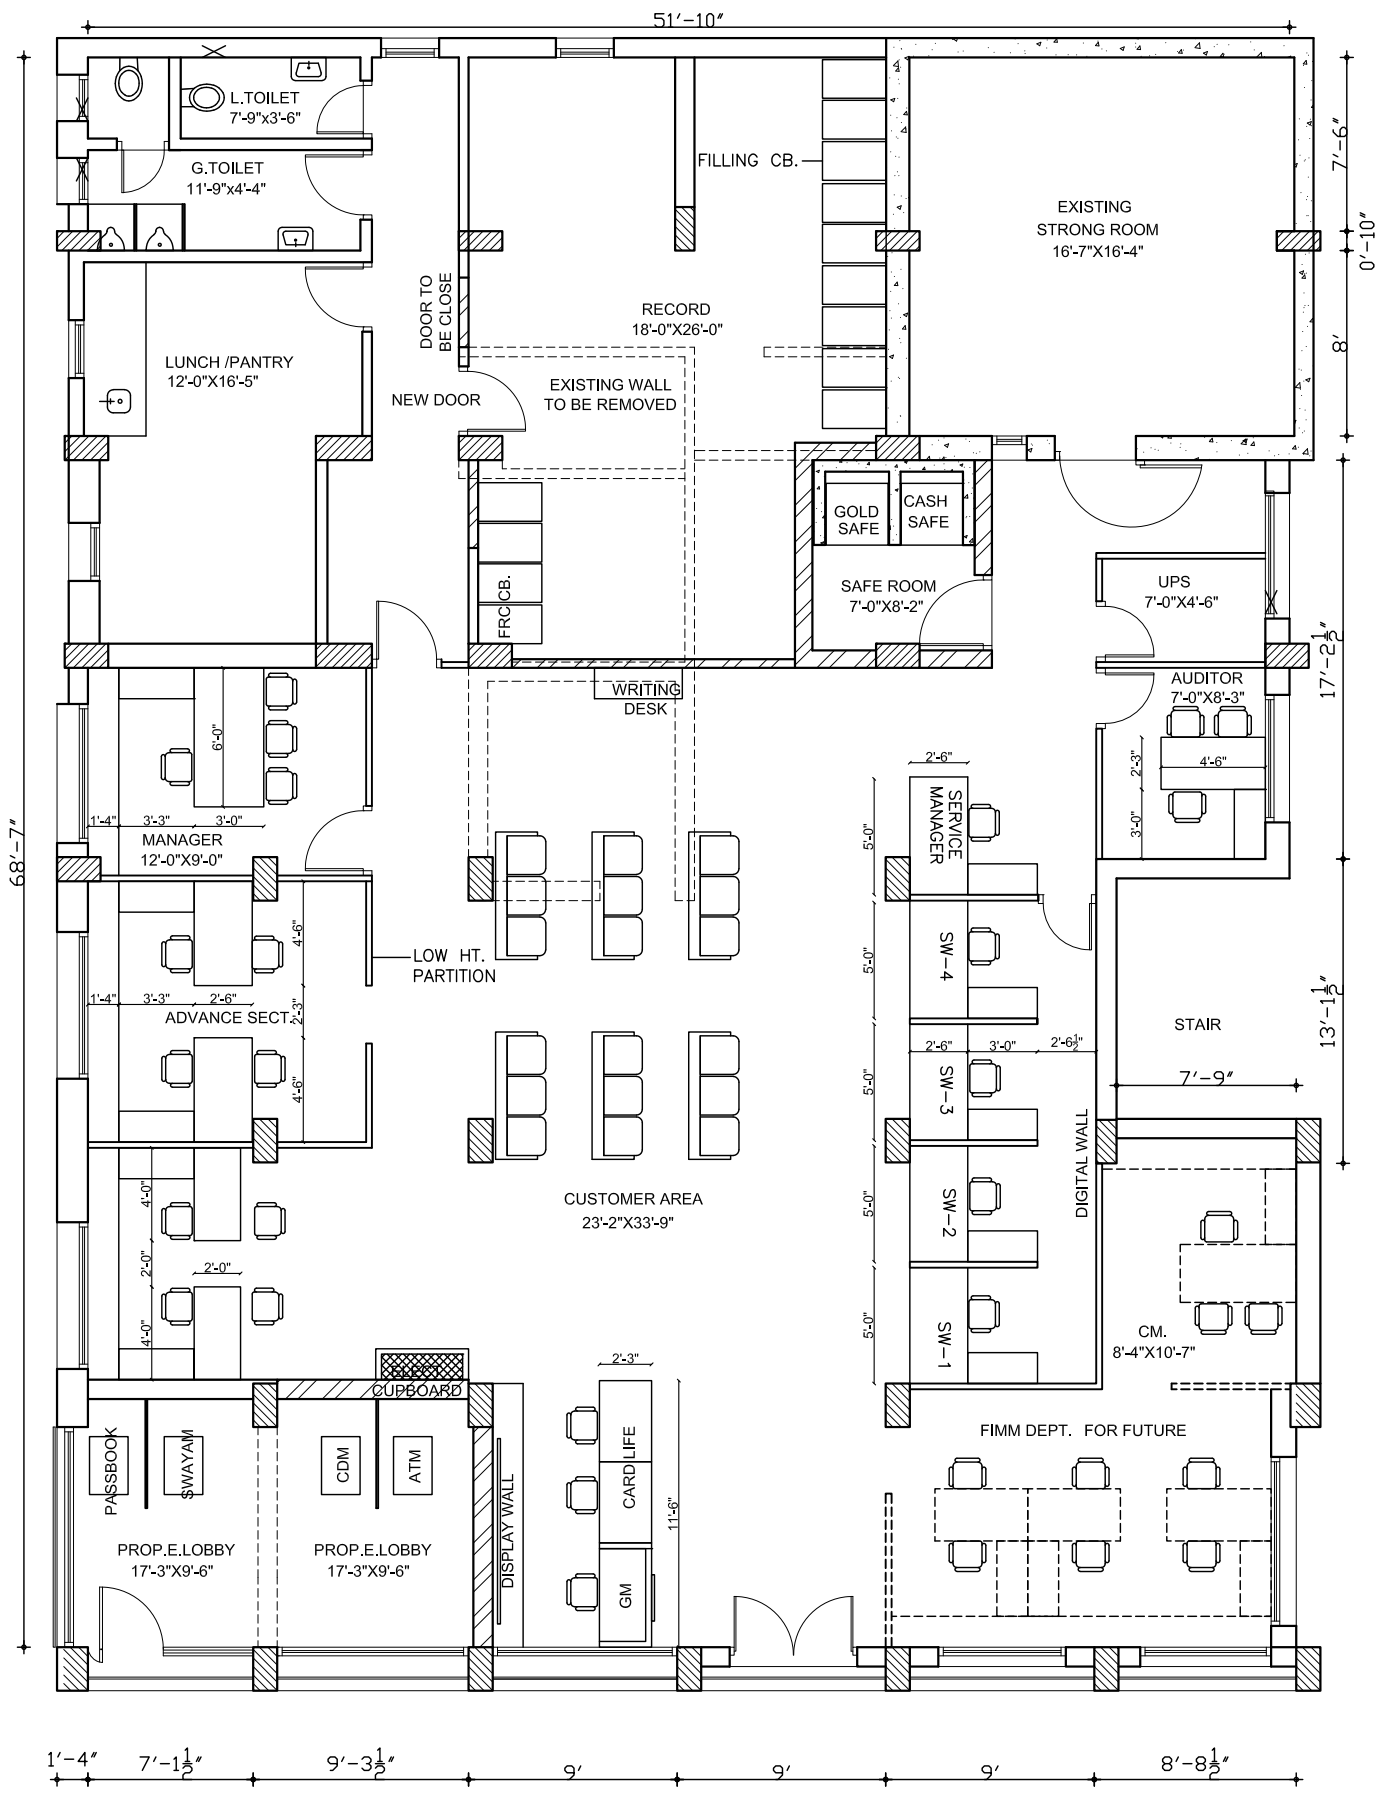 51'-10"
L.TOILET
7'-9"x3'-6"
G.TOILET
11'-9"x4'-4"
FILLING CB.
7'-6"
EXISTING
STRONG ROOM
16'-7"X16'-4"
0'-10"
DOOR TO
BE CLOSE
RECORD
18'-0"X26'-0"
8'
LUNCH /PANTRY
12'-0"X16'-5"
NEW DOOR
EXISTING WALL
TO BE REMOVED
GOLD
SAFE
CASH
SAFE
FRC CB.
SAFE ROOM
7'-0"X8'-2"
UPS
7'-0"X4'-6"
17'-2½"
AUDITOR
7'-0"X8'-3"
WRITING
DESK
6'-0"
2'-3"
4'-6"
3'-0"
2'-6"
SERVICE
MANAGER
5'-0"
1'-4"
3'-3"
3'-0"
MANAGER
12'-0"X9'-0"
68'-7"
4'-6"
LOW HT.
PARTITION
SW-4
5'-0"
1'-4"
3'-3"
2'-6"
2'-3"
ADVANCE SECT.
4'-6"
STAIR
13'-1½"
2'-6"
3'-0"
2'-6½"
SW-3
5'-0"
7'-9"
DIGITAL WALL
4'-0"
2'-0"
2'-0"
4'-0"
CUSTOMER AREA
23'-2"X33'-9"
SW-2
5'-0"
SW-1
5'-0"
CM.
8'-4"X10'-7"
ELECT.
CUPBOARD
2'-3"
PASSBOOK
SWAYAM
CDM
ATM
DISPLAY WALL
CARD
LIFE
GM
11'-6"
FIMM DEPT. FOR FUTURE
PROP.E.LOBBY
17'-3"X9'-6"
PROP.E.LOBBY
17'-3"X9'-6"
1'-4"
7'-1½"
9'-3½"
9'
9'
9'
8'-8½"